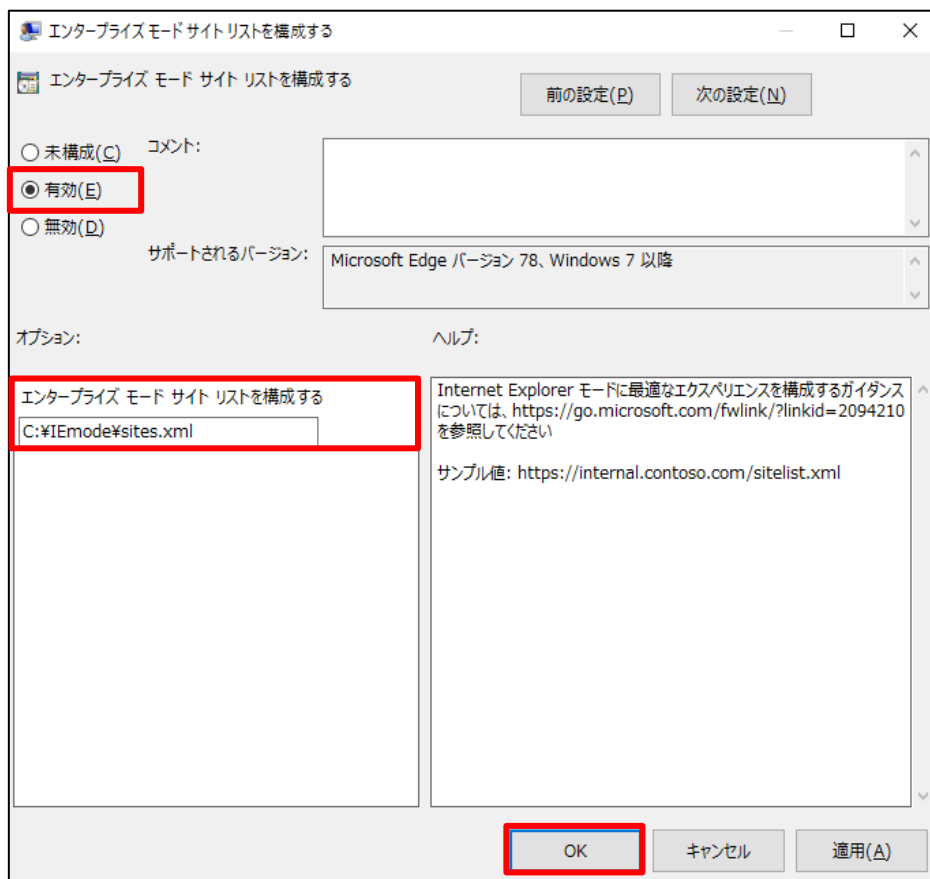 エンタープライズ モード サイト リストを構成する
エンタープライズ モード サイト リストを構成する
前の設定(P)
次の設定(N)
未構成(C)
コメント:
有効(E)
無効(D)
サポートされるバージョン:
Microsoft Edge バージョン 78、Windows 7 以降
オプション:
ヘルプ:
エンタープライズ モード サイト リストを構成する
C:¥IEmode¥sites.xml
Internet Explorer モードに最適なエクスペリエンスを構成するガイダンス
については、https://go.microsoft.com/fwlink/?linkid=2094210
を参照してください
サンプル値: https://internal.contoso.com/sitelist.xml
OK
キャンセル
適用(A)